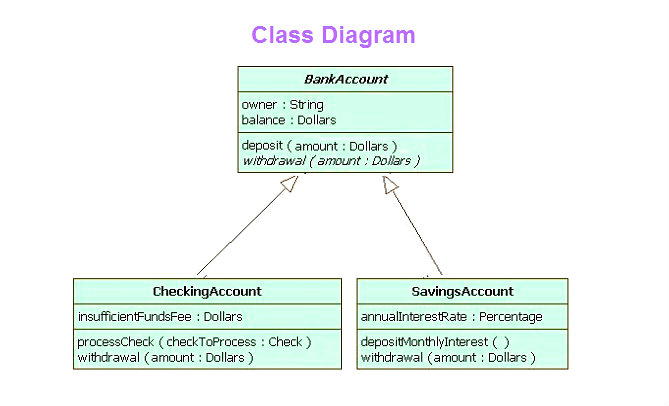 Class Diagram
BankAccount
owner : String
balance : Dollars
deposit ( amount : Dollars )
withdrawal ( amount : Dollars )
CheckingAccount
insufficientFundsFee : Dollars
processCheck ( checkToProcess : Check )
withdrawal ( amount : Dollars )
SavingsAccount
annualInterestRate : Percentage
depositMonthlyInterest ( )
withdrawal ( amount : Dollars )